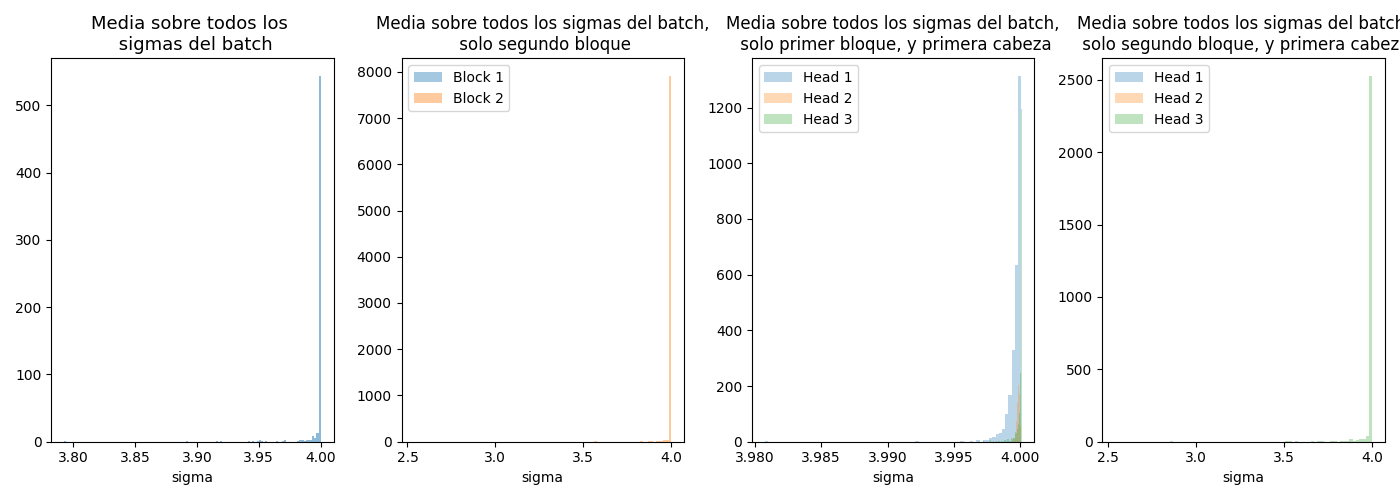 Media sobre todos los
sigmas del batch
500
400
300
200
100
0
3.80
3.85
3.90
3.95
4.00
sigma
Media sobre todos los sigmas del batch,
solo segundo bloque
Block 1
Block 2
8000
7000
6000
5000
4000
3000
2000
1000
0
2.5
3.0
3.5
4.0
sigma
Media sobre todos los sigmas del batch,
solo primer bloque, y primera cabeza
Head 1
Head 2
Head 3
1200
1000
800
600
400
200
0
3.980
3.985
3.990
3.995
4.000
sigma
Media sobre todos los sigmas del batch
solo segundo bloque, y primera cabez
Head 1
Head 2
Head 3
2500
2000
1500
1000
500
0
2.5
3.0
3.5
4.0
sigma